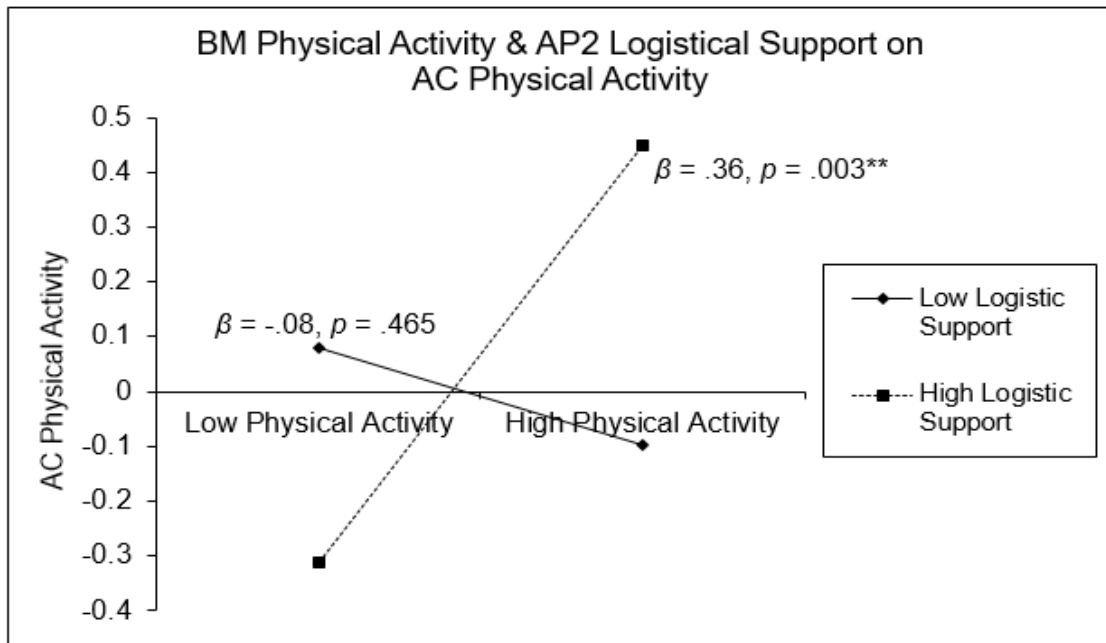 BM Physical Activity & AP2 Logistical Support on
AC Physical Activity
AC Physical Activity
0.5
0.4
0.3
0.2
0.1
0
-0.1
-0.2
-0.3
-0.4
β = .36, p = .003**
β = -.08, p = .465
Low Physical Activity
High Physical Activity
Low Logistic
Support
High Logistic
Support